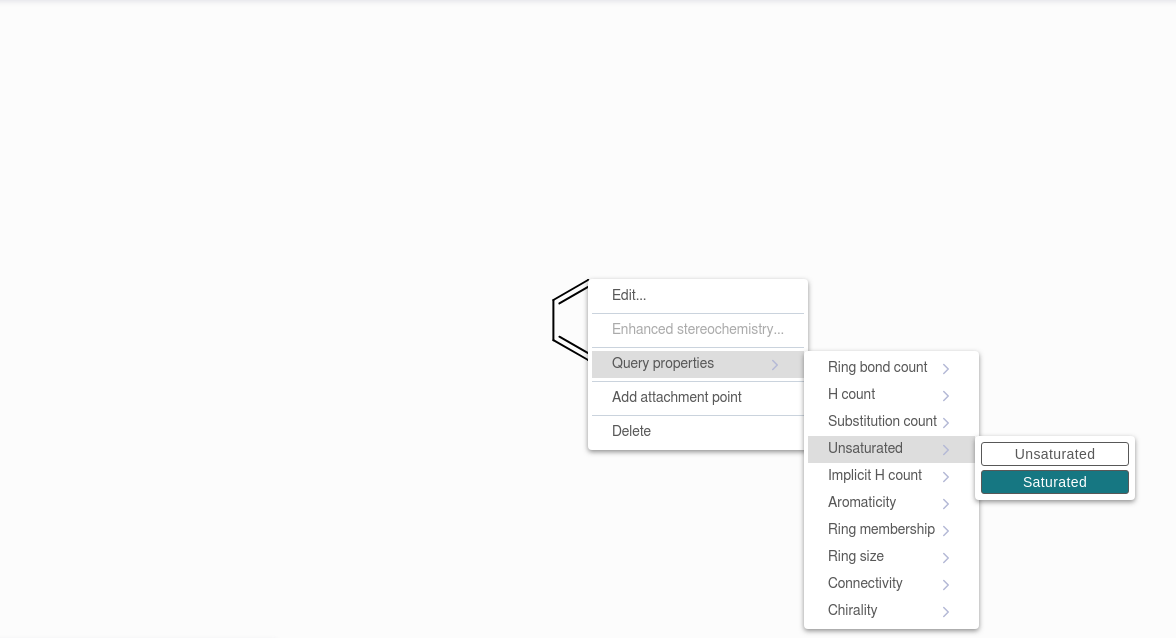 Edit...
Enhanced stereochemistry...
Query properties
Add attachment point
Delete
Ring bond count
H count
Substitution count
Unsaturated
Implicit H count
Aromaticity
Ring membership
Ring size
Connectivity
Chirality
Unsaturated
Saturated